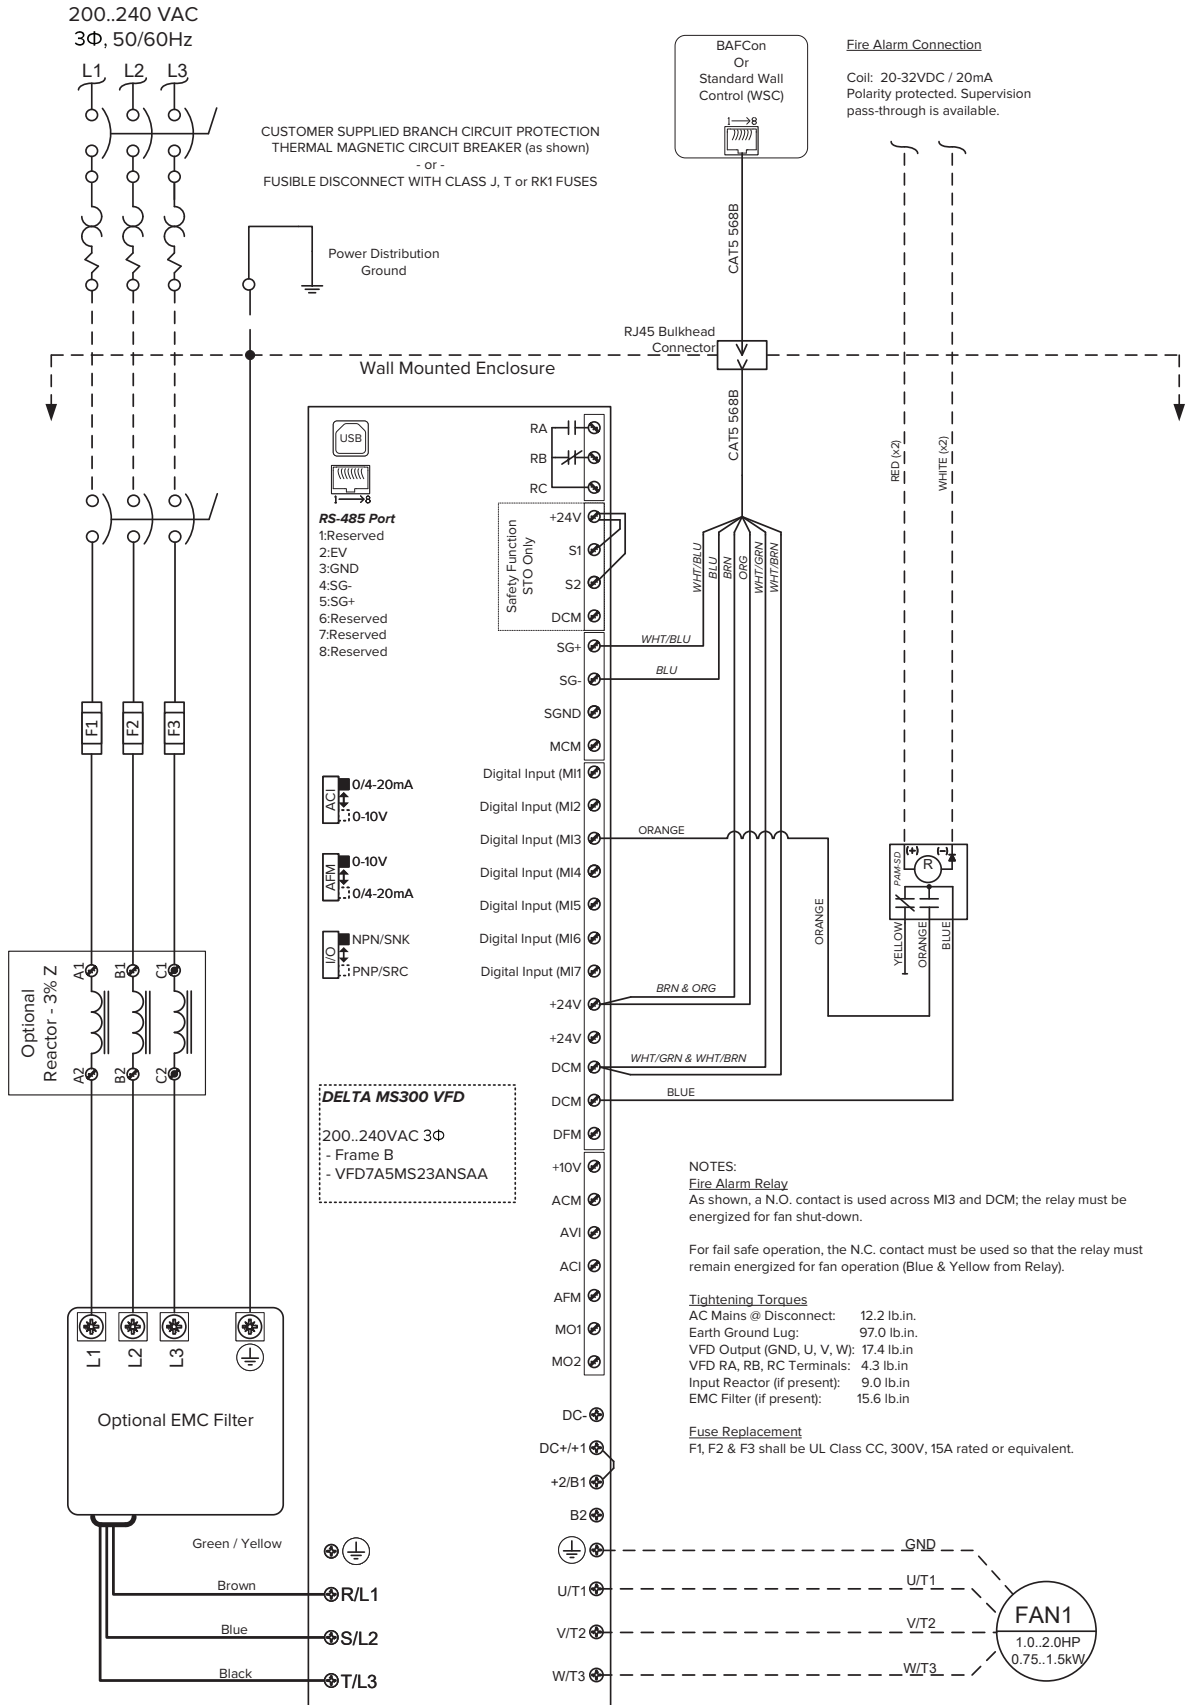 200..240 VAC
3Φ, 50/60Hz
L1 L2 L3
CUSTOMER SUPPLIED BRANCH CIRCUIT PROTECTION
THERMAL MAGNETIC CIRCUIT BREAKER (as shown)
- or -
FUSIBLE DISCONNECT WITH CLASS J, T or RK1 FUSES
Power Distribution
Ground
BAFCon
Or
Standard Wall
Control (WSC)
1 8
Fire Alarm Connection
Coil: 20-32VDC / 20mA
Polarity protected. Supervision
pass-through is available.
CAT5 568B
RJ45 Bulkhead
Connector
Wall Mounted Enclosure
CAT5 568B
RED (x2)
WHITE (x2)
USB
1 8
RS-485 Port
1:Reserved
2:EV
3:GND
4:SG-
5:SG+
6:Reserved
7:Reserved
8:Reserved
RA
RB
RC
Safety Function
STO Only
+24V
S1
S2
DCM
SG+
SG-
SGND
MCM
Digital Input (MI1
Digital Input (MI2
Digital Input (MI3
Digital Input (MI4
Digital Input (MI5
Digital Input (MI6
Digital Input (MI7
+24V
+24V
DCM
DCM
DFM
+10V
ACM
AVI
ACI
AFM
MO1
MO2
DC-
DC+/+1
+2/B1
B2
WHT/BLU
BLU
BRN
ORG
WHT/GRN
WHT/BRN
WHT/BLU
BLU
ORANGE
BRN & ORG
WHT/GRN & WHT/BRN
BLUE
ORANGE
PAM-SD
(+)
(-)
R
YELLOW
ORANGE
BLUE
F1
F2
F3
ACI
0/4-20mA
0-10V
AFM
0-10V
0/4-20mA
I/O
NPN/SNK
PNP/SRC
Optional
Reactor - 3% Z
A1
B1
C1
A2
B2
C2
DELTA MS300 VFD
200..240VAC 3Φ
- Frame B
- VFD7A5MS23ANSAA
L1
L2
L3
Optional EMC Filter
Green / Yellow
Brown
Blue
Black
R/L1
S/L2
T/L3
NOTES:
Fire Alarm Relay
As shown, a N.O. contact is used across MI3 and DCM; the relay must be
energized for fan shut-down.
For fail safe operation, the N.C. contact must be used so that the relay must
remain energized for fan operation (Blue & Yellow from Relay).
Tightening Torques
AC Mains @ Disconnect: 12.2 lb.in.
Earth Ground Lug: 97.0 lb.in.
VFD Output (GND, U, V, W): 17.4 lb.in
VFD RA, RB, RC Terminals: 4.3 lb.in
Input Reactor (if present): 9.0 lb.in
EMC Filter (if present): 15.6 lb.in
Fuse Replacement
F1, F2 & F3 shall be UL Class CC, 300V, 15A rated or equivalent.
U/T1
V/T2
W/T3
GND
U/T1
V/T2
W/T3
FAN1
1.0..2.0HP
0.75..1.5kW